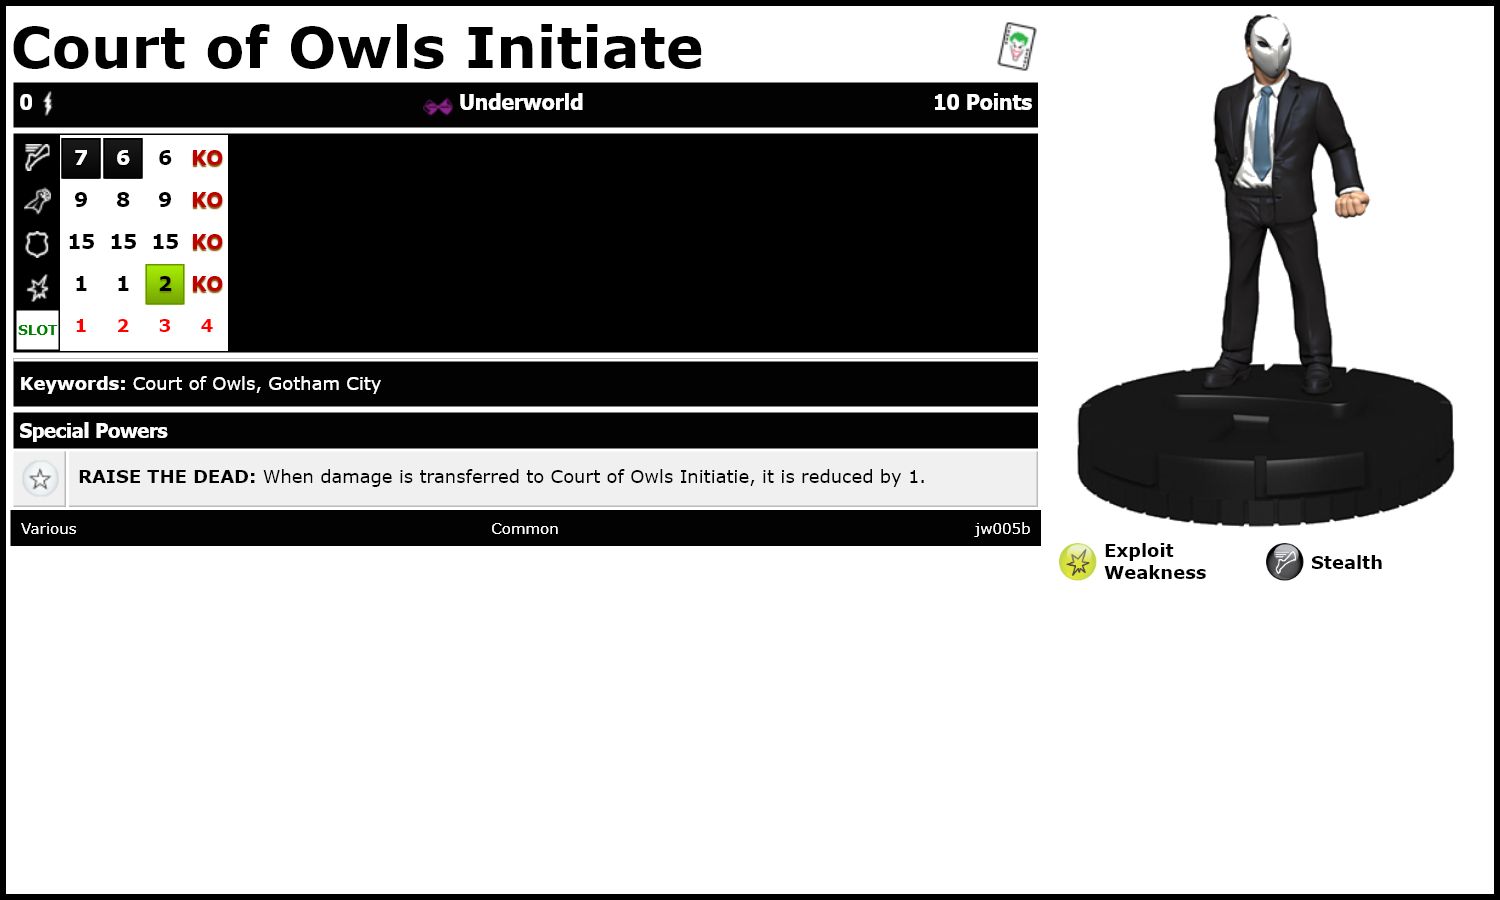 Court of Owls Initiate
0 Underworld 10 Points
7 6 6 KO
9 8 9 KO
15 15 15 KO
1 1 2 KO
SLOT 1 2 3 4
Keywords: Court of Owls, Gotham City
Special Powers
RAISE THE DEAD: When damage is transferred to Court of Owls Initiatie, it is reduced by 1.
Various Common jw005b
Exploit
Weakness
Stealth